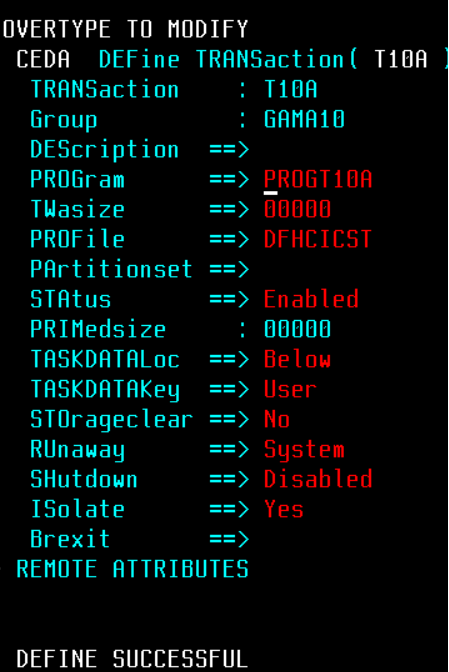 OVERTYPE TO MODIFY
CEDA DEFine TRANSaction( T10A )
TRANSaction : T10A
Group : GAMA10
DEScription ==>
PROGram ==> PROGT10A
TWasize ==> 00000
PROFile ==> DFHCICST
PArtitionset ==>
STAtus ==> Enabled
PRIMedsize : 00000
TASKDATALoc ==> Below
TASKDATAKey ==> User
STOrageclear ==> No
RUnaway ==> System
SHutdown ==> Disabled
ISolate ==> Yes
Brexit ==>
REMOTE ATTRIBUTES
DEFINE SUCCESSFUL